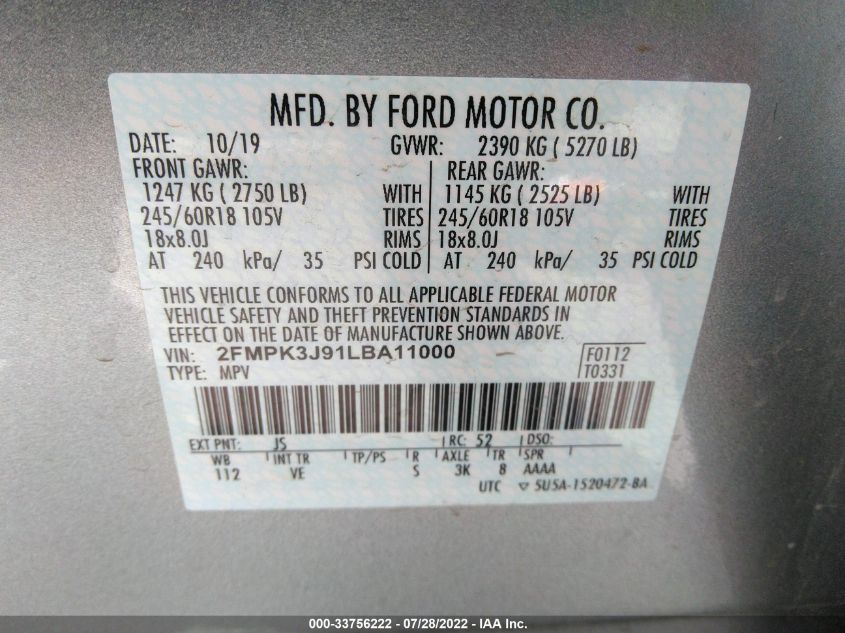 MFD. BY FORD MOTOR CO.
DATE: 10/19 GVWR: 2390 KG ( 5270 LB)
FRONT GAWR: REAR GAWR:
1247 KG ( 2750 LB) WITH 1145 KG ( 2525 LB) WITH
245/60R18 105V TIRES 245/60R18 105V TIRES
18x8.0J RIMS 18x8.0J RIMS
AT 240 kPa/ 35 PSI COLD AT 240 kPa/ 35 PSI COLD
THIS VEHICLE CONFORMS TO ALL APPLICABLE FEDERAL MOTOR
VEHICLE SAFETY AND THEFT PREVENTION STANDARDS IN
EFFECT ON THE DATE OF MANUFACTURE SHOWN ABOVE.
VIN: 2FMPK3J91LBA11000 F0112
TYPE: MPV T0331
EXT PNT: JS RC: 52 DSO:
WB INT TR TP/PS R AXLE TR SPR
112 VE S 3K 8 AAAA
UTC ▽ 5U5A-1520472-BA
000-33756222 - 07/28/2022 - IAA Inc.